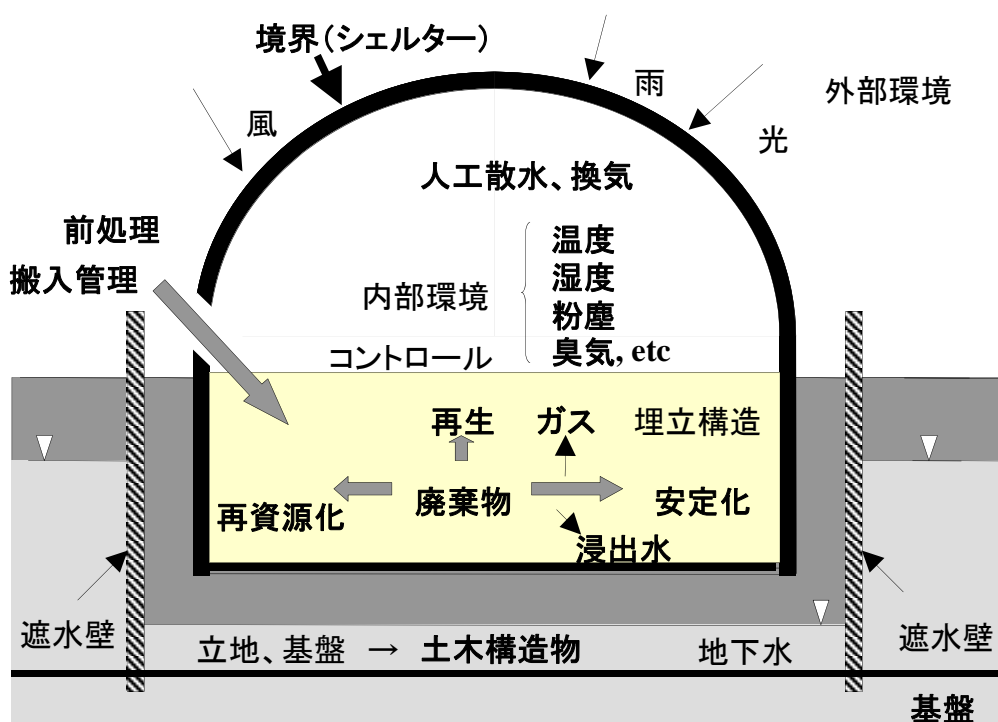 境界(シェルター)
雨
外部環境
風
光
人工散水、換気
前処理
搬入管理
温度
湿度
粉塵
臭気, etc
内部環境
コントロール
再生
ガス
埋立構造
廃棄物
再資源化
安定化
浸出水
遮水壁
立地、基盤 → 土木構造物
地下水
遮水壁
基盤